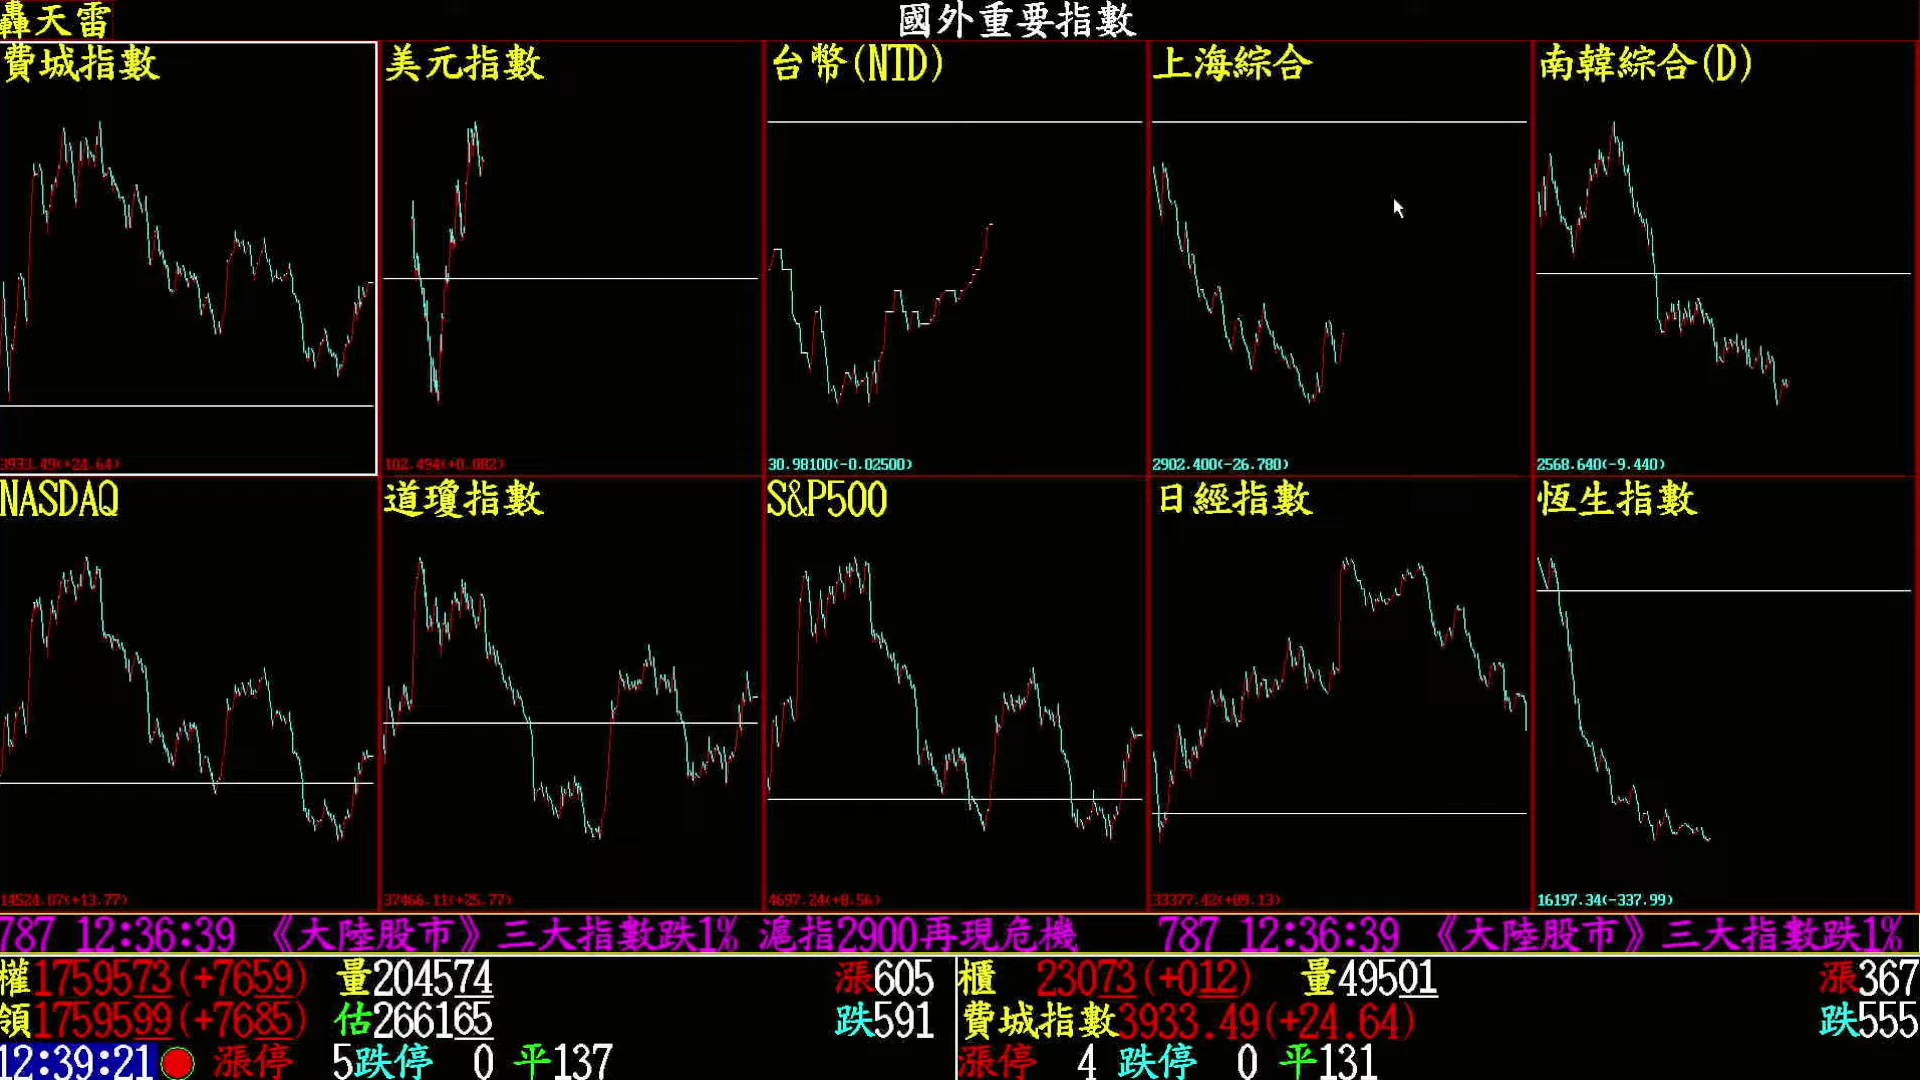 轟天雷 國外重要指數
費城指數 美元指數 台幣(NTD) 上海綜合 南韓綜合(D)
3933.49(+24.64) 102.494(+0.082) 30.98100(-0.02500) 2902.400(-26.780) 2568.640(-9.440)
NASDAQ 道瓊指數 S&P500 日經指數 恆生指數
14524.07(+13.77) 37466.11(+25.77) 4697.24(+8.56) 33377.42(+89.13) 16197.34(-337.99)
787 12:36:39 《大陸股市》三大指數跌1% 滬指2900再現危機 787 12:36:39 《大陸股市》三大指數跌1%
權1759573(+7659) 量204574 漲605 櫃 23073(+012) 量49501 漲367
領1759599(+7685) 估266165 跌591 費城指數3933.49(+24.64) 跌555
12:39:21 漲停 5跌停 0 平137 漲停 4 跌停 0 平131